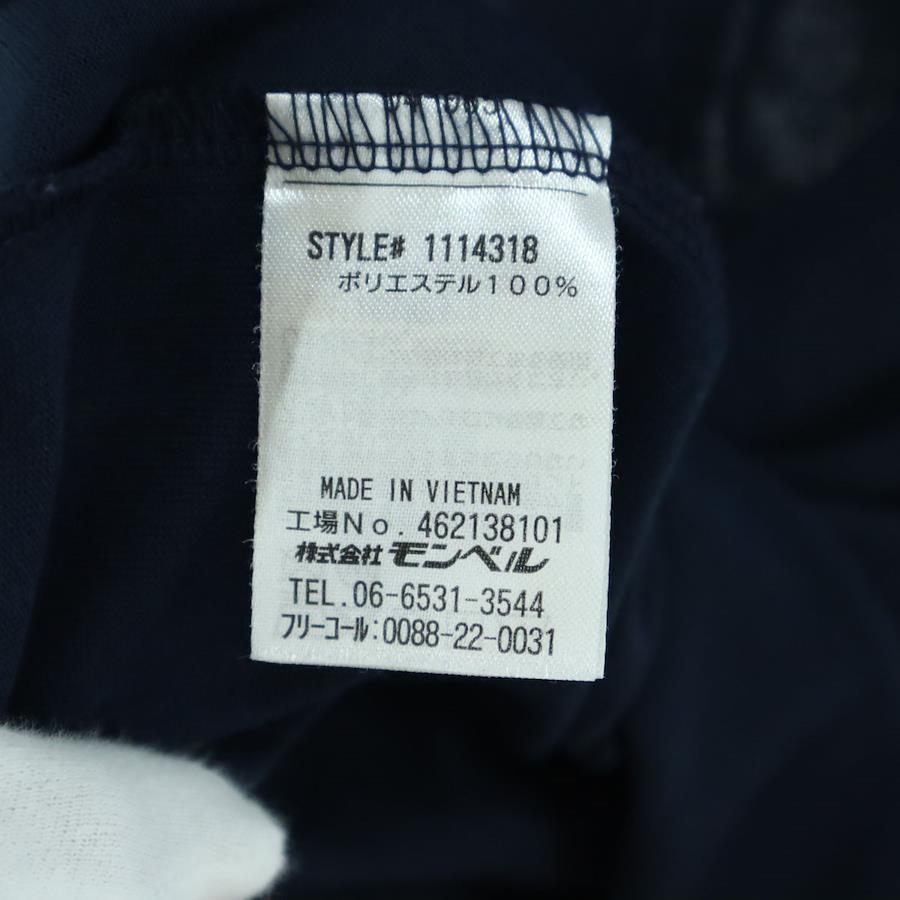 STYLE# 1114318
ポリエステル100%
MADE IN VIETNAM
工場No. 462138101
株式会社 モンベル
TEL.06-6531-3544
フリーコール:0088-22-0031